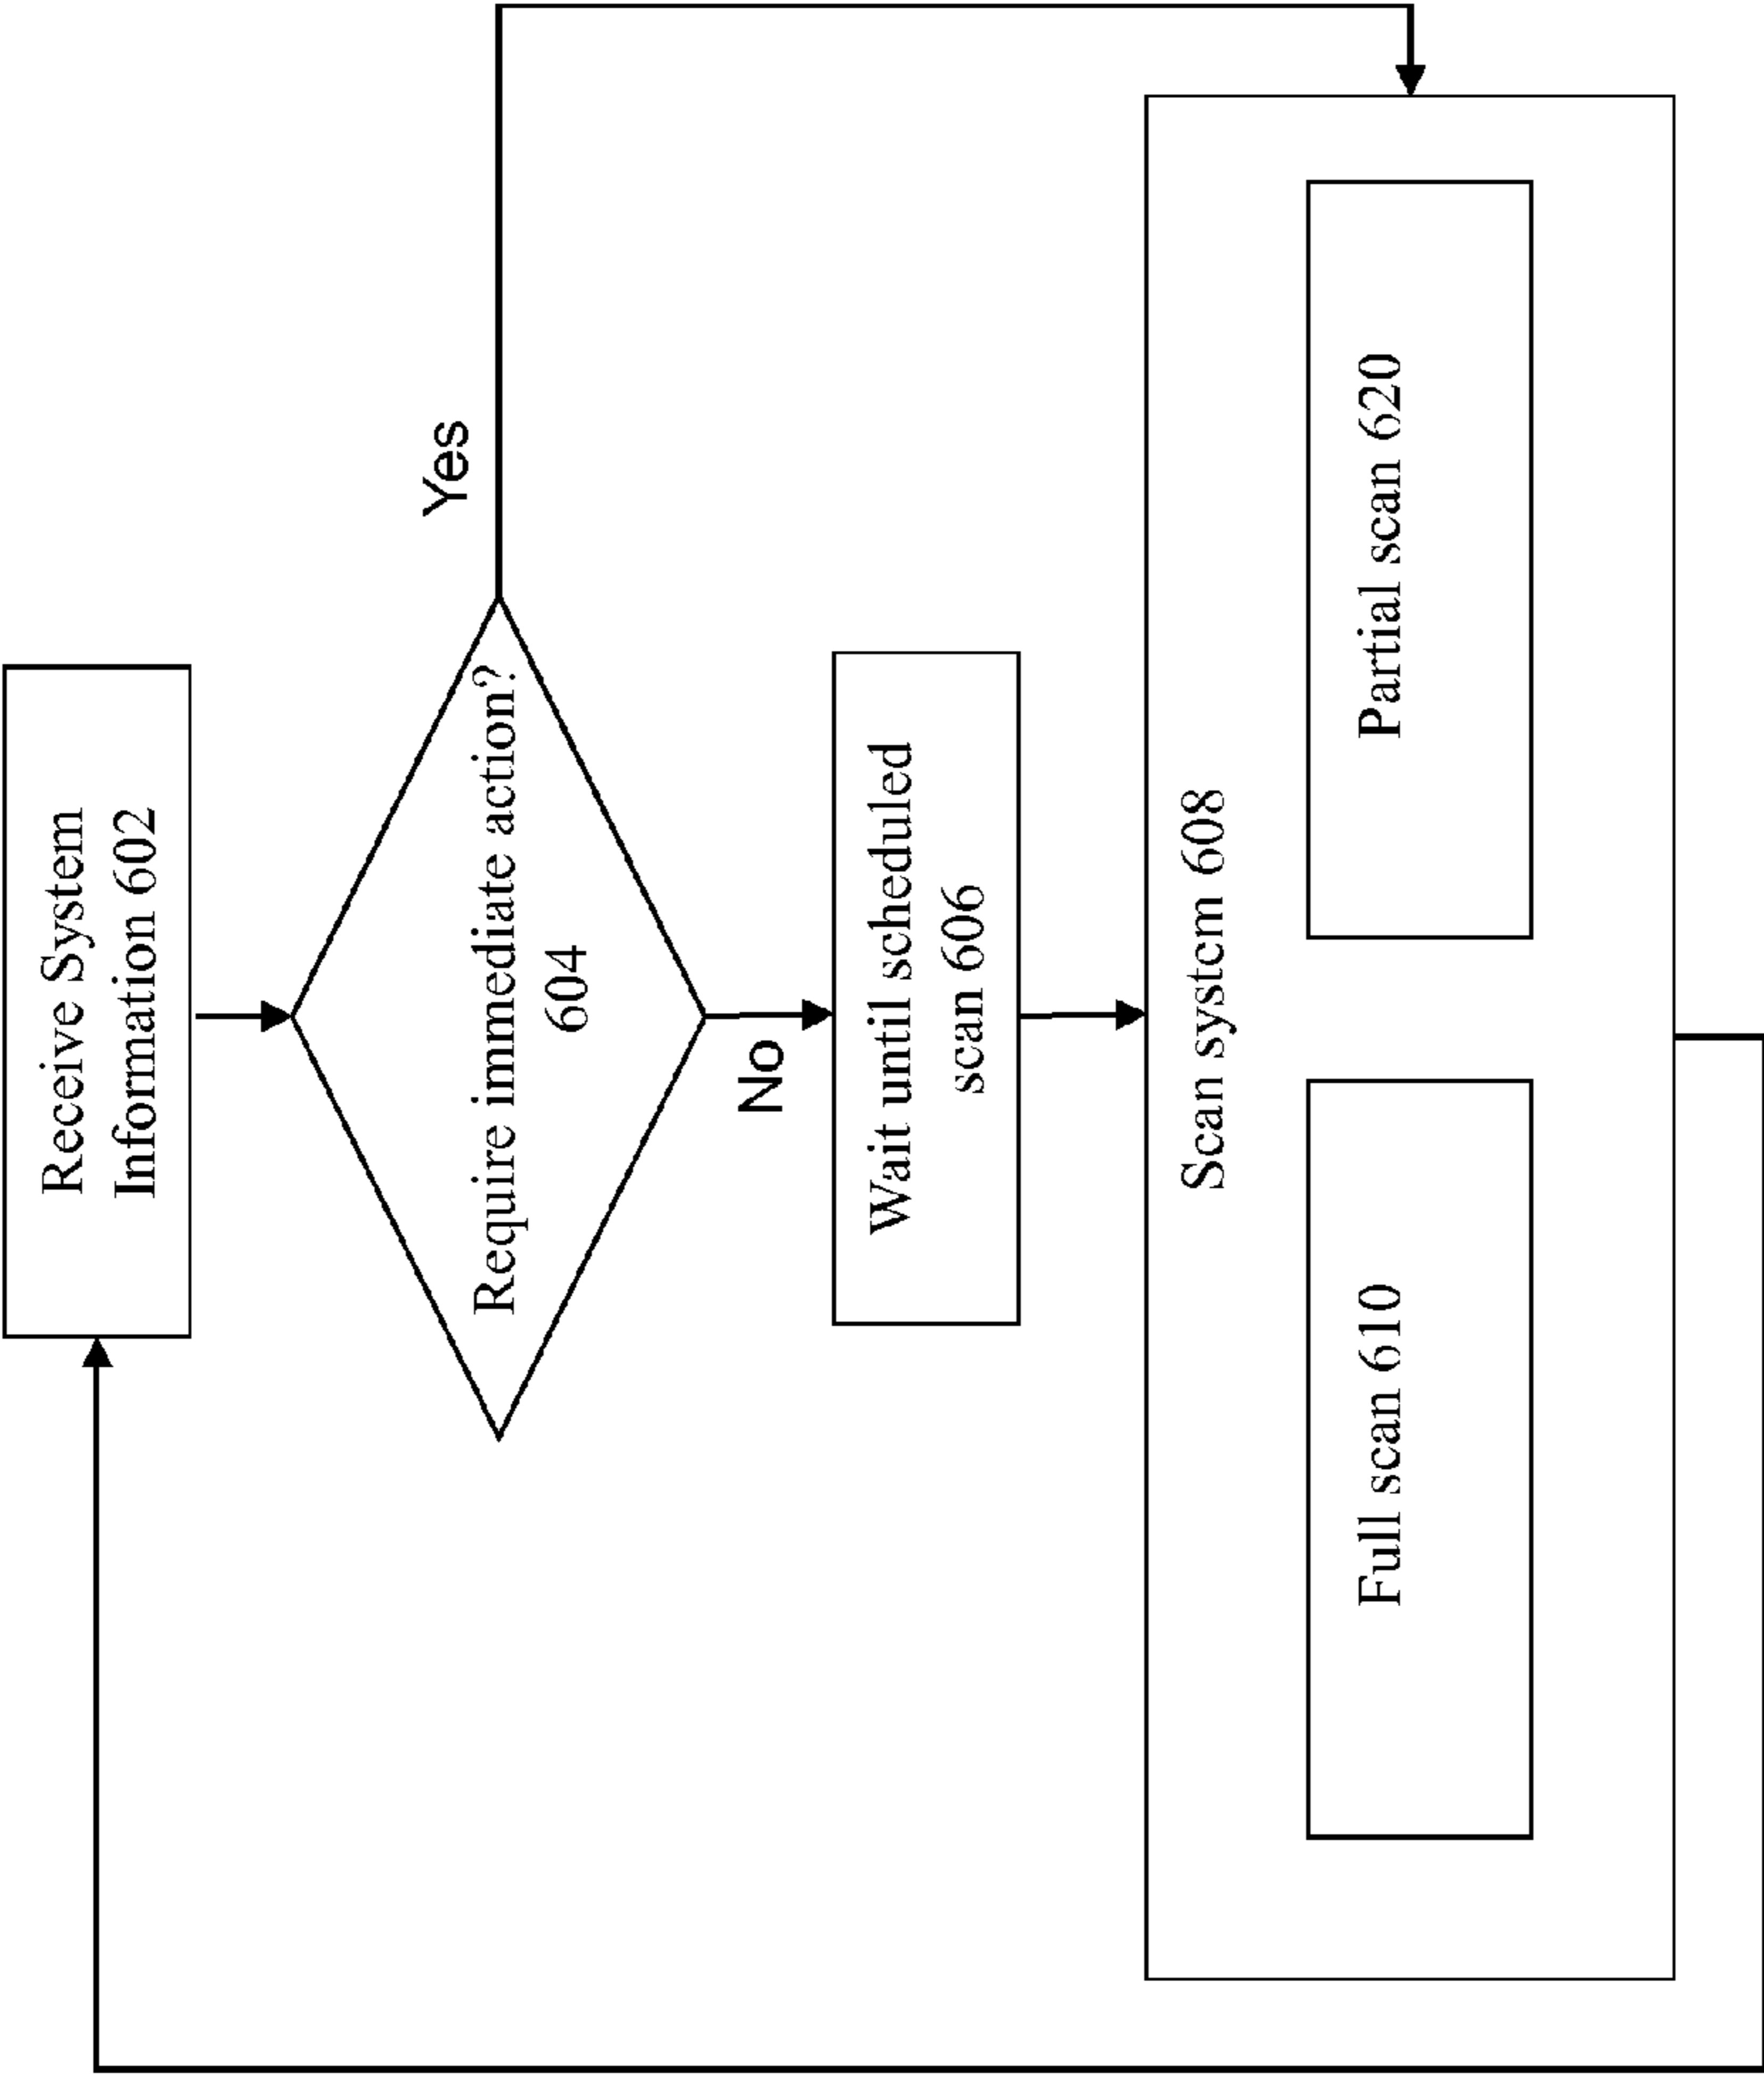 Receive System
Information 602
Require immediate action?
604
Yes
No
Wait until scheduled
scan 606
Scan system 608
Full scan 610
Partial scan 620